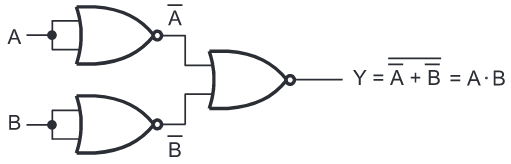 A̅
A
Y = \overline{\overline{A} + \overline{B}} = A · B
B
B̅